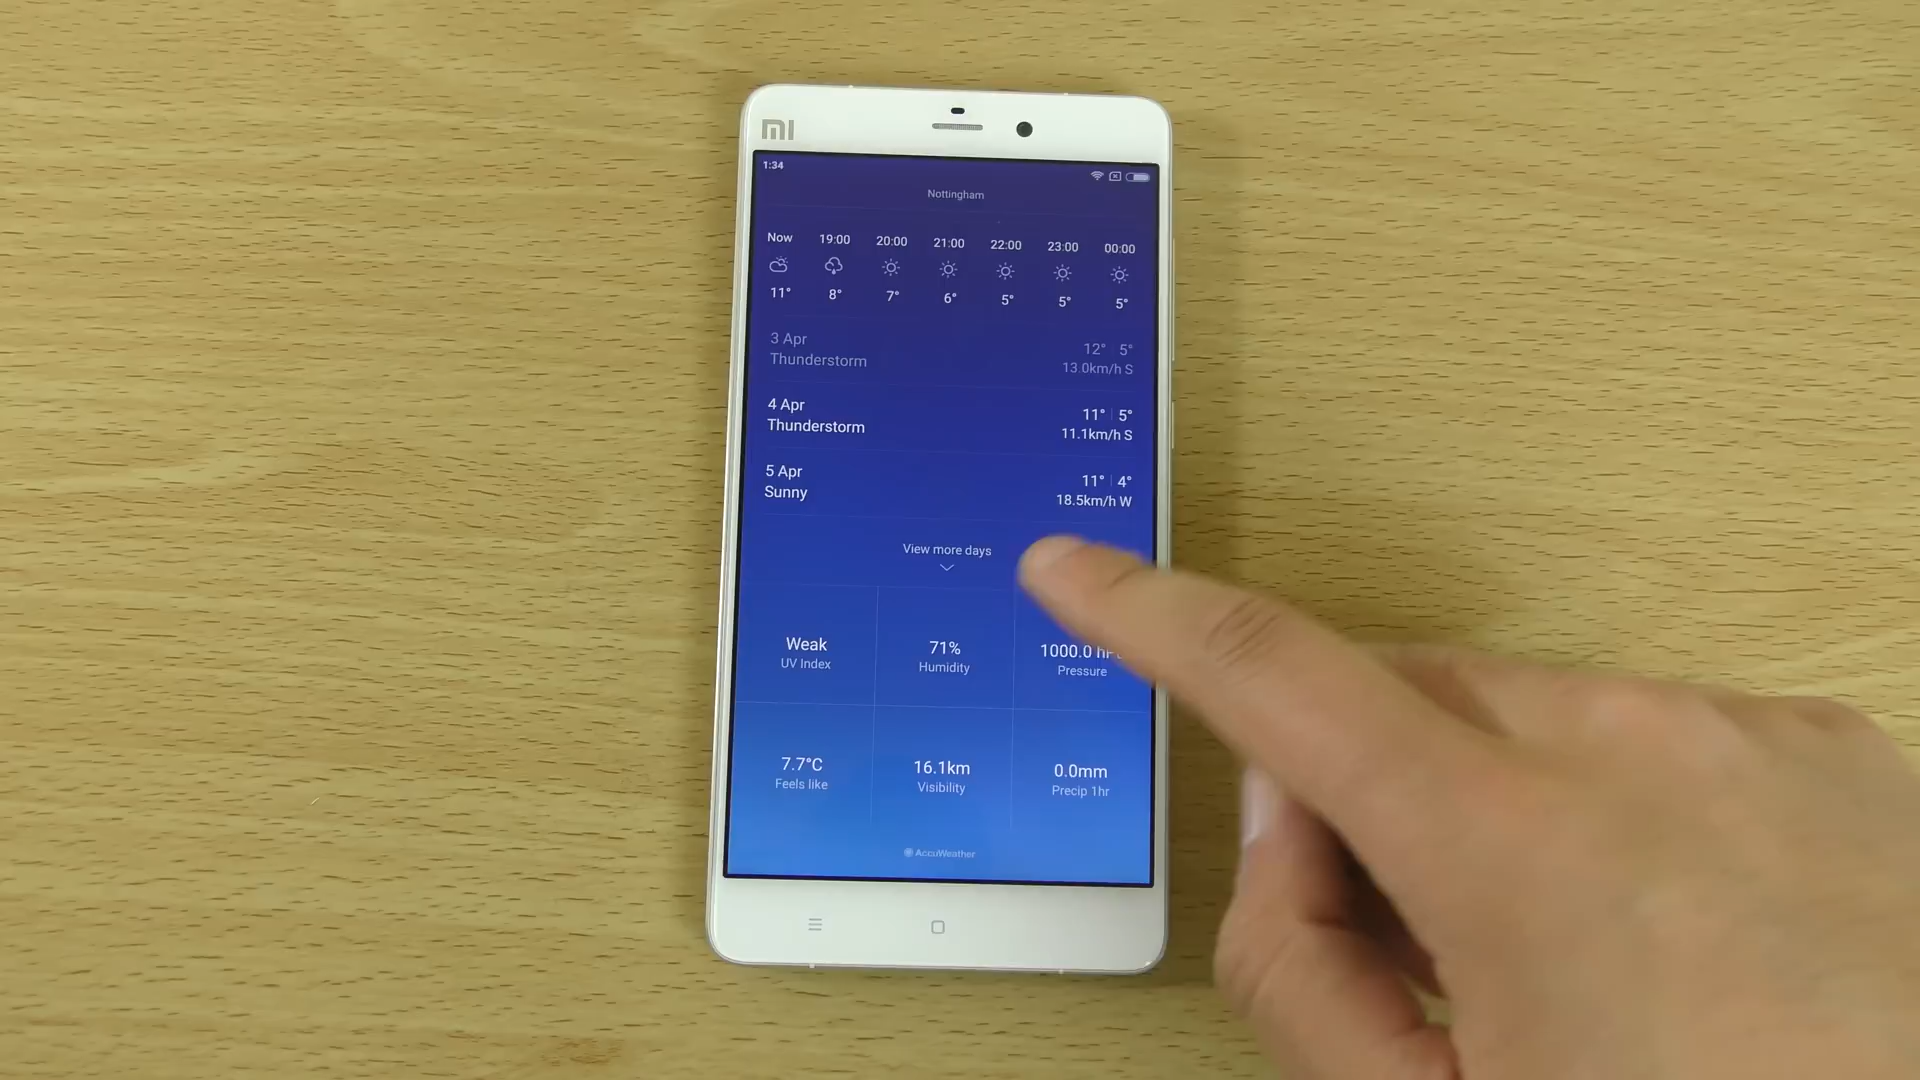 MI
1:34
Nottingham
Now 19:00 20:00 21:00 22:00 23:00 00:00
11° 8° 7° 6° 5° 5° 5°
3 Apr
Thunderstorm
12° 5°
13.0km/h S
4 Apr
Thunderstorm
11° 5°
11.1km/h S
5 Apr
Sunny
11° 4°
18.5km/h W
View more days
Weak
UV Index
71%
Humidity
1000.0
Pressure
7.7°C
Feels like
16.1km
Visibility
0.0mm
Precip 1hr
AccuWeather